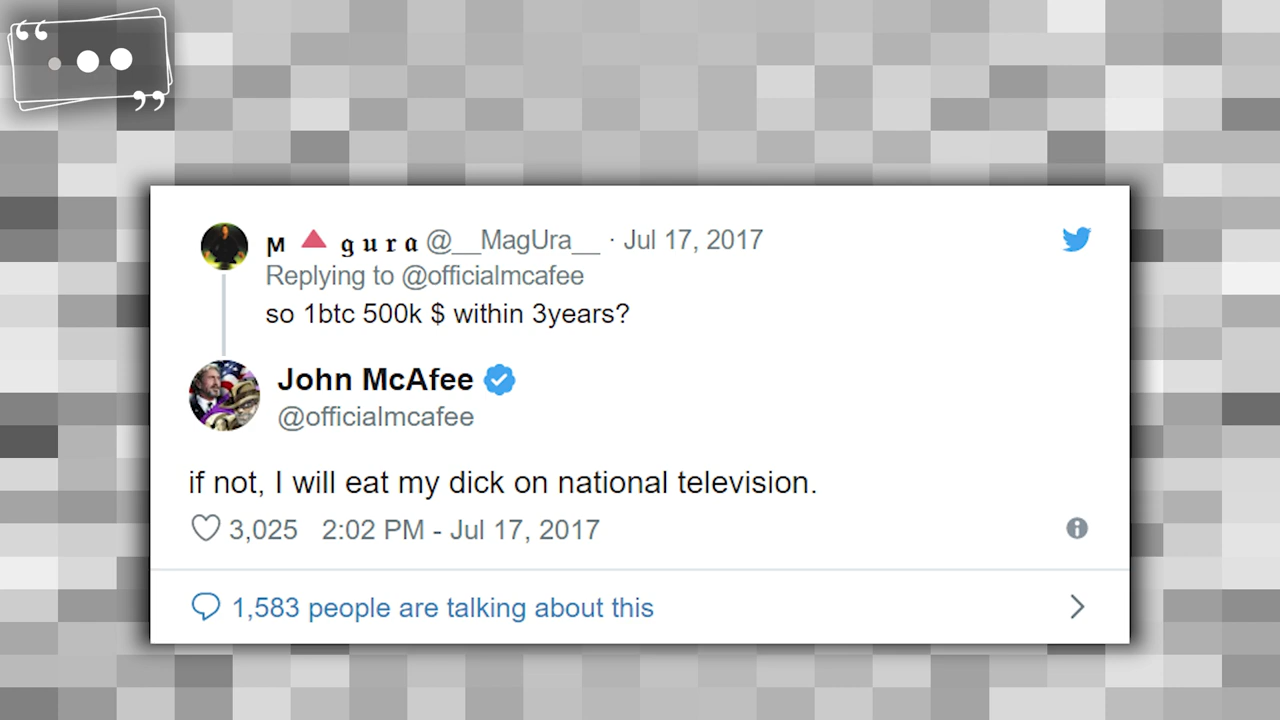 M 🔺 𝖌 𝖚 𝖗 𝖆 @__MagUra__ · Jul 17, 2017
Replying to @officialmcafee
so 1btc 500k $ within 3years?
John McAfee
@officialmcafee
if not, I will eat my dick on national television.
3,025 2:02 PM - Jul 17, 2017
1,583 people are talking about this